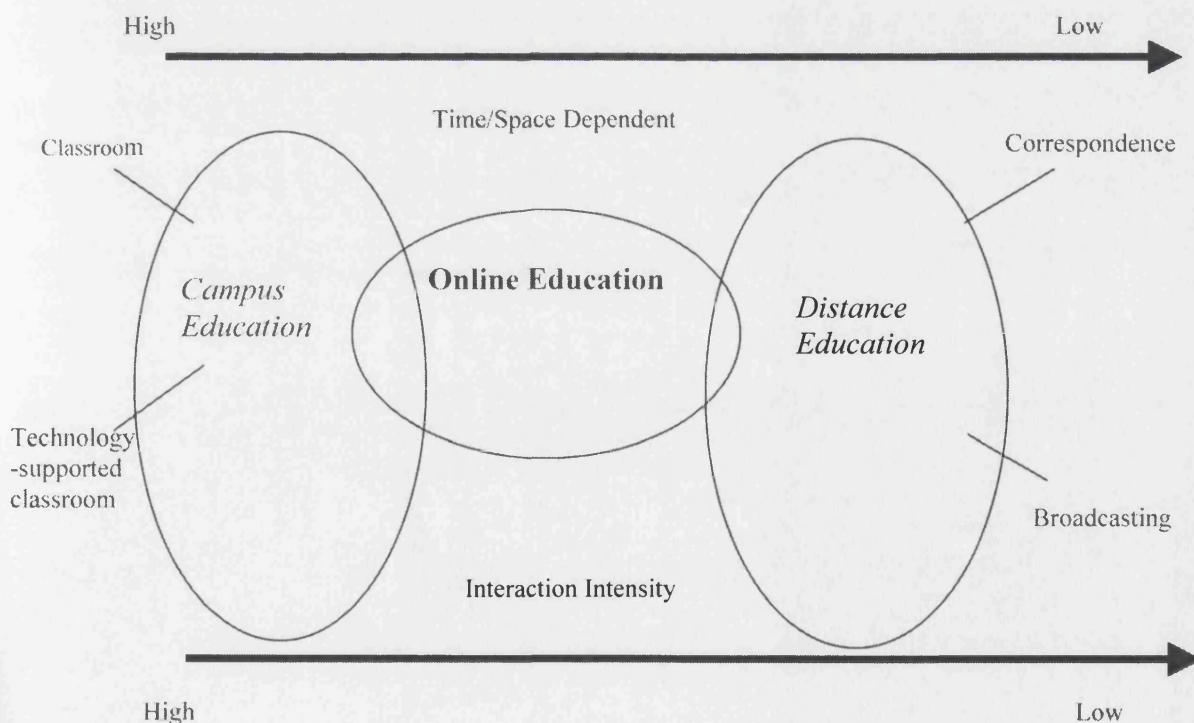 High
Low
Time/Space Dependent
Classroom
Correspondence
Online Education
Campus
Education
Distance
Education
Technology
-supported
classroom
Broadcasting
Interaction Intensity
High
Low